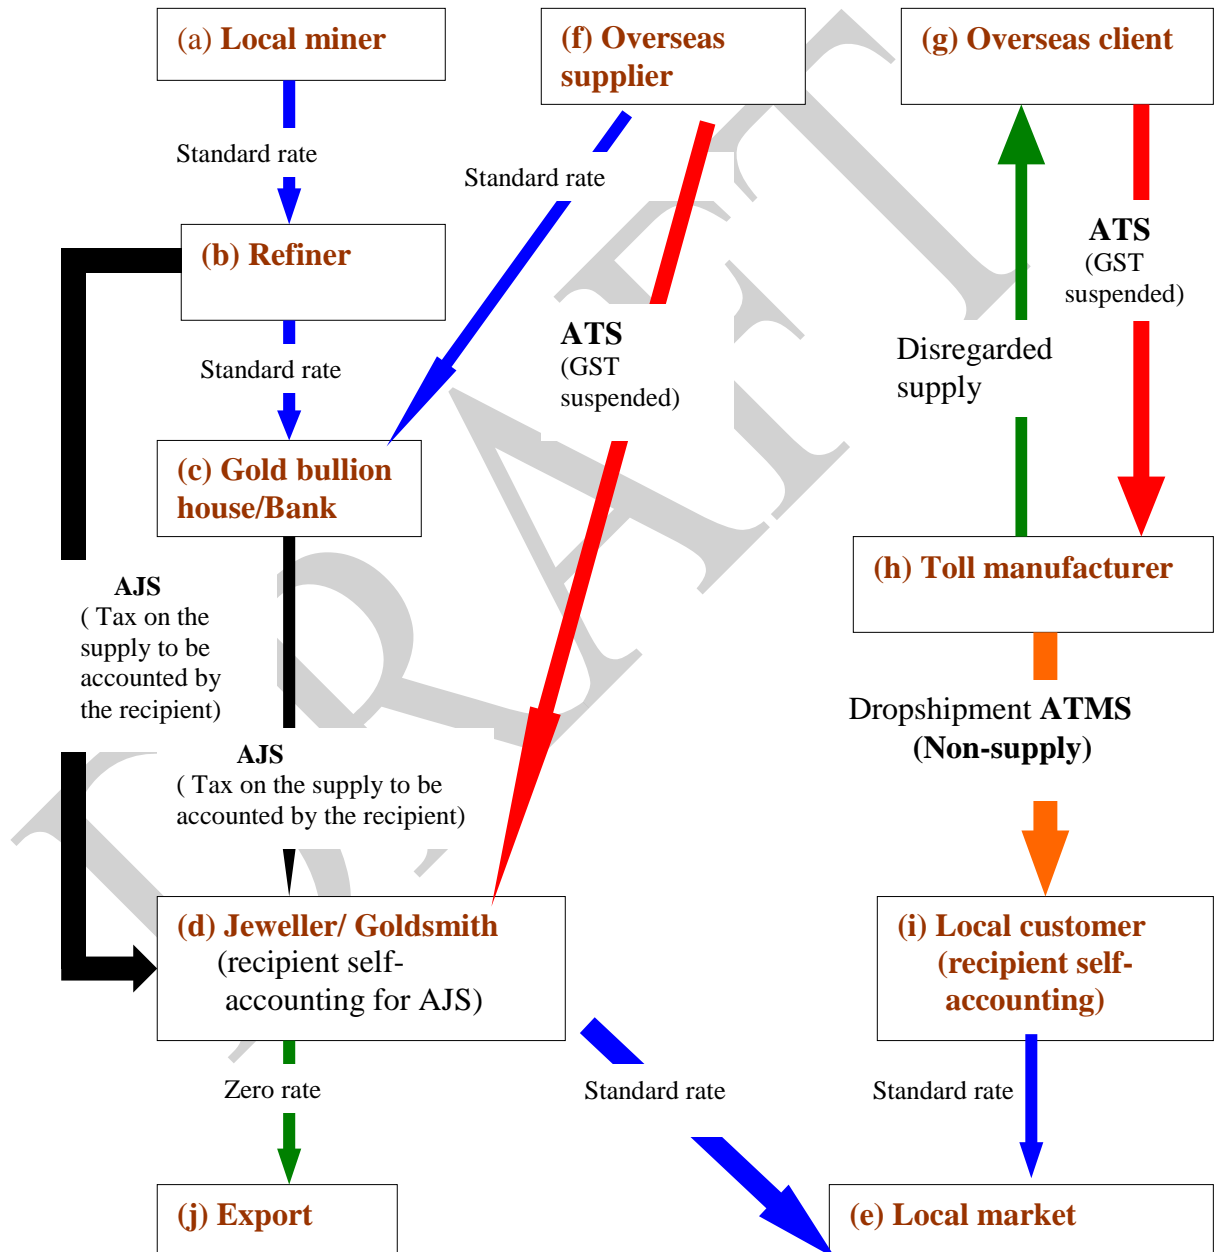 (a) Local miner
(f) Overseas
supplier
(g) Overseas client
Standard rate
Standard rate
ATS
(GST
suspended)
(b) Refiner
ATS
(GST
suspended)
Disregarded
supply
Standard rate
(c) Gold bullion
house/Bank
(h) Toll manufacturer
AJS
( Tax on the
supply to be
accounted by
the recipient)
AJS
( Tax on the supply to be
accounted by the recipient)
Dropshipment ATMS
(Non-supply)
(d) Jeweller/ Goldsmith
(recipient self-
accounting for AJS)
(i) Local customer
(recipient self-
accounting)
Zero rate
Standard rate
Standard rate
(j) Export
(e) Local market
DRAFT